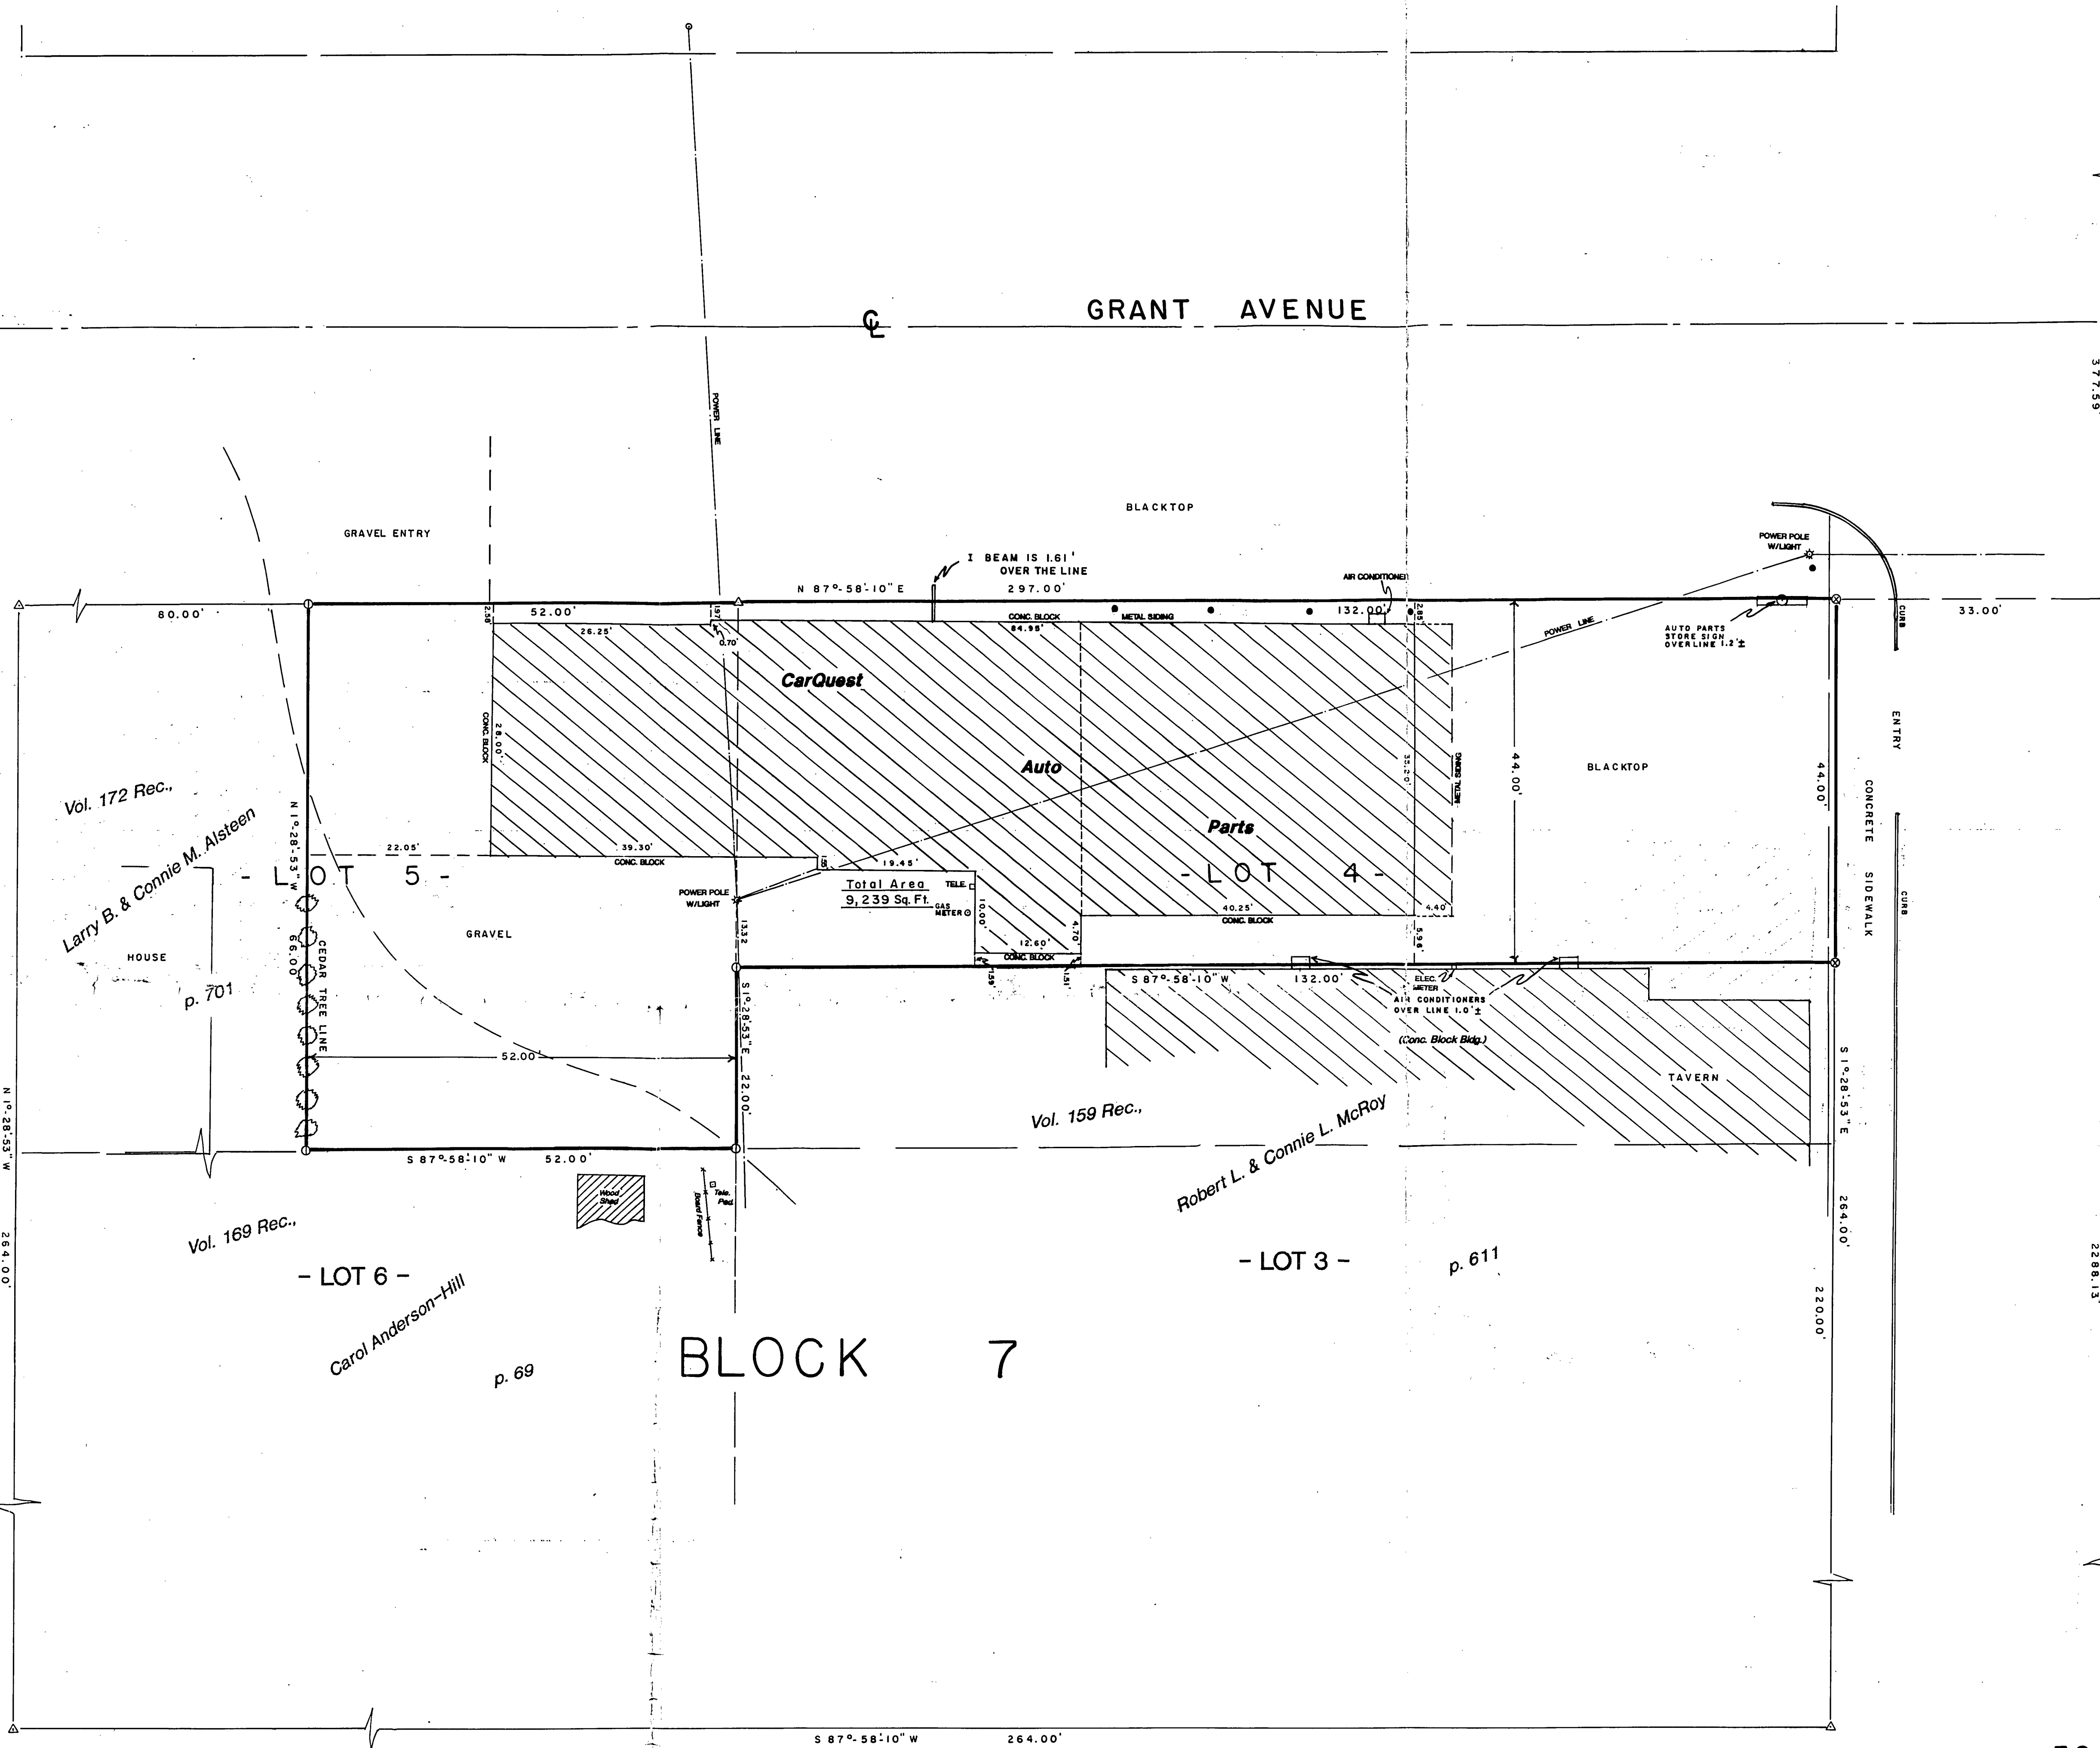 GRANT AVENUE
CL
377.59'
POWER LINE
GRAVEL ENTRY
BLACKTOP
POWER POLE
W/LIGHT
I BEAM IS 1.61'
OVER THE LINE
N 87°-58'-10" E 297.00'
AIR CONDITIONER
80.00'
52.00'
132.00'
33.00'
2.58'
1.97'
2.85'
CONC. BLOCK
METAL SIDING
84.95'
26.25'
0.70'
POWER LINE
AUTO PARTS
STORE SIGN
OVERLINE 1.2'±
CURB
CarQuest
CONC. BLOCK
28.00'
ENTRY
Auto
METAL SIDING
44.00'
BLACKTOP
44.00'
35.20'
Vol. 172 Rec.,
Larry B. & Connie M. Alsteen
p. 701
N 1°-28'-53" W
66.00'
Parts
CONCRETE SIDEWALK
22.05'
39.30'
CONC. BLOCK
19.45'
- LOT 5 -
- LOT 4 -
Total Area
9,239 Sq. Ft.
TELE.
GAS
METER
POWER POLE
W/LIGHT
10.00'
4.70'
40.25'
4.40'
CONC. BLOCK
CURB
13.32
5.96'
GRAVEL
12.60'
CONC. BLOCK
HOUSE
CEDAR TREE LINE
1.59'
1.51'
S 87°-58'-10" W 132.00'
ELEC.
METER
AIR CONDITIONERS
OVER LINE 1.0'±
(Conc. Block Bldg.)
S 1°-28'-53" E 22.00'
52.00'
TAVERN
S 1°-28'-53" E 264.00'
N 1°-28'-53" W 264.00'
Vol. 159 Rec.,
Robert L. & Connie L. McRoy
p. 611
S 87°-58'-10" W 52.00'
Wood
Shed
Board Fence
Tele.
Ped.
Vol. 169 Rec.,
- LOT 6 -
- LOT 3 -
Carol Anderson-Hill
p. 69
220.00'
2288.13'
BLOCK 7
S 87°-58'-10" W 264.00'